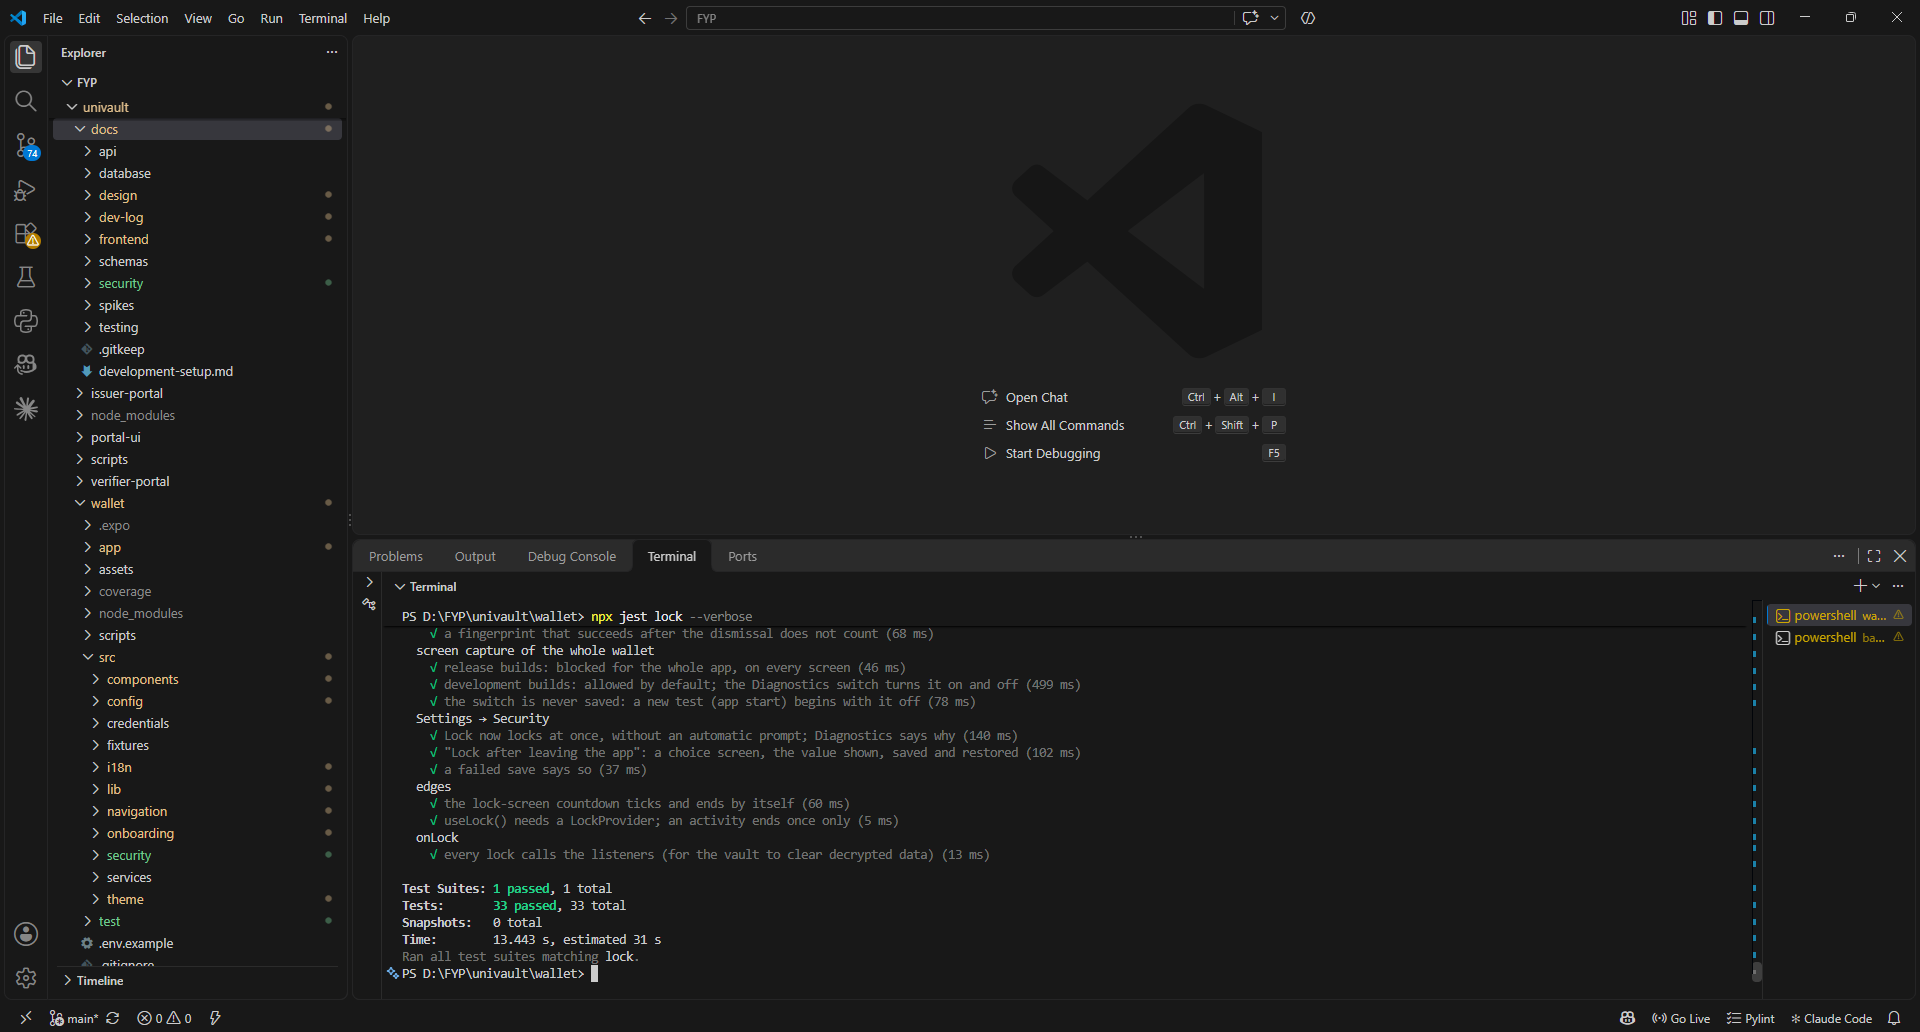 File Edit Selection View Go Run Terminal Help
FYP
Explorer
FYP
univault
docs
api
database
design
dev-log
frontend
schemas
security
spikes
testing
.gitkeep
development-setup.md
issuer-portal
node_modules
portal-ui
scripts
verifier-portal
wallet
.expo
app
assets
coverage
node_modules
scripts
src
components
config
credentials
fixtures
i18n
lib
navigation
onboarding
security
services
theme
test
.env.example
.gitignore
Timeline
74
Open Chat Ctrl + Alt + I
Show All Commands Ctrl + Shift + P
Start Debugging F5
Problems Output Debug Console Terminal Ports
Terminal
PS D:\FYP\univault\wallet> npx jest lock --verbose
√ a fingerprint that succeeds after the dismissal does not count (68 ms)
screen capture of the whole wallet
√ release builds: blocked for the whole app, on every screen (46 ms)
√ development builds: allowed by default; the Diagnostics switch turns it on and off (499 ms)
√ the switch is never saved: a new test (app start) begins with it off (78 ms)
Settings → Security
√ Lock now locks at once, without an automatic prompt; Diagnostics says why (140 ms)
√ "Lock after leaving the app": a choice screen, the value shown, saved and restored (102 ms)
√ a failed save says so (37 ms)
edges
√ the lock-screen countdown ticks and ends by itself (60 ms)
√ useLock() needs a LockProvider; an activity ends once only (5 ms)
onLock
√ every lock calls the listeners (for the vault to clear decrypted data) (13 ms)
Test Suites: 1 passed, 1 total
Tests: 33 passed, 33 total
Snapshots: 0 total
Time: 13.443 s, estimated 31 s
Ran all test suites matching lock.
PS D:\FYP\univault\wallet>
powershell wa...
powershell ba...
main* 0 0
Go Live Pylint Claude Code